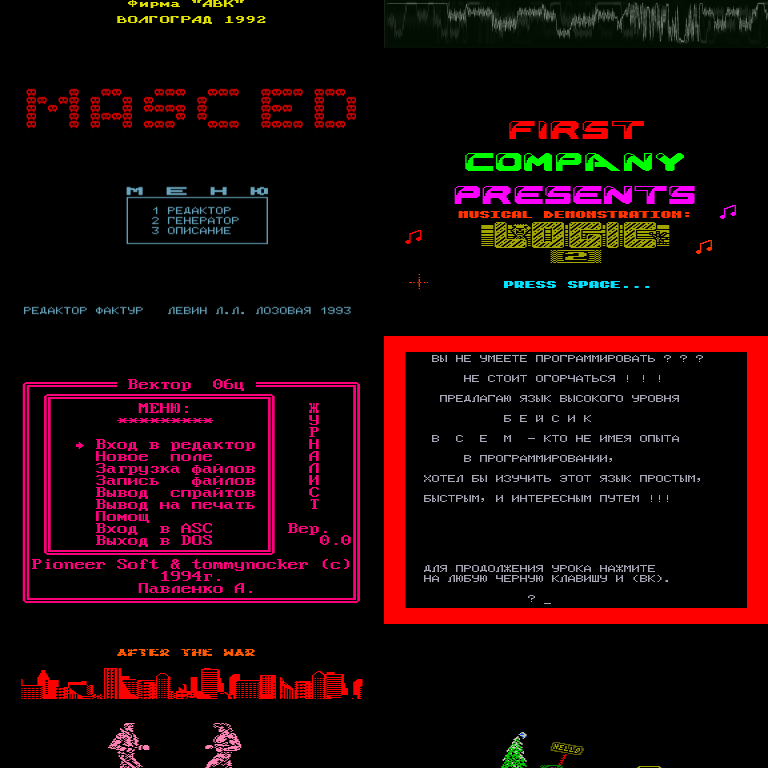 Фирма "АВК"
ВОЛГОГРАД 1992
MASCED
М Е Н Ю
1 РЕДАКТОР
2 ГЕНЕРАТОР
3 ОПИСАНИЕ
РЕДАКТОР ФАКТУР ЛЕВИН Л.Л. ЛОЗОВАЯ 1993
FIRST
COMPANY
PRESENTS
MUSICAL DEMONSTRATION:
LOGIC
2
PRESS SPACE...
Вектор 06ц
МЕНЮ:
*********
Вход в редактор
Новое поле
Загрузка файлов
Запись файлов
Вывод спрайтов
Вывод на печать
Помощ
Вход в ASC
Выход в DOS
ЖУРНАЛИСТ
Вер.
0.0
Pioneer Soft & tommynocker (c)
1994г.
Павленко А.
ВЫ НЕ УМЕЕТЕ ПРОГРАММИРОВАТЬ ? ? ?
НЕ СТОИТ ОГОРЧАТЬСЯ ! ! !
ПРЕДЛАГАЮ ЯЗЫК ВЫСОКОГО УРОВНЯ
Б Е Й С И К
В С Е М - КТО НЕ ИМЕЯ ОПЫТА
В ПРОГРАММИРОВАНИИ,
ХОТЕЛ БЫ ИЗУЧИТЬ ЭТОТ ЯЗЫК ПРОСТЫМ,
БЫСТРЫМ, И ИНТЕРЕСНЫМ ПУТЕМ !!!
ДЛЯ ПРОДОЛЖЕНИЯ УРОКА НАЖМИТЕ
НА ЛЮБУЮ ЧЕРНУЮ КЛАВИШУ И (ВК).
? _
AFTER THE WAR
HELLO